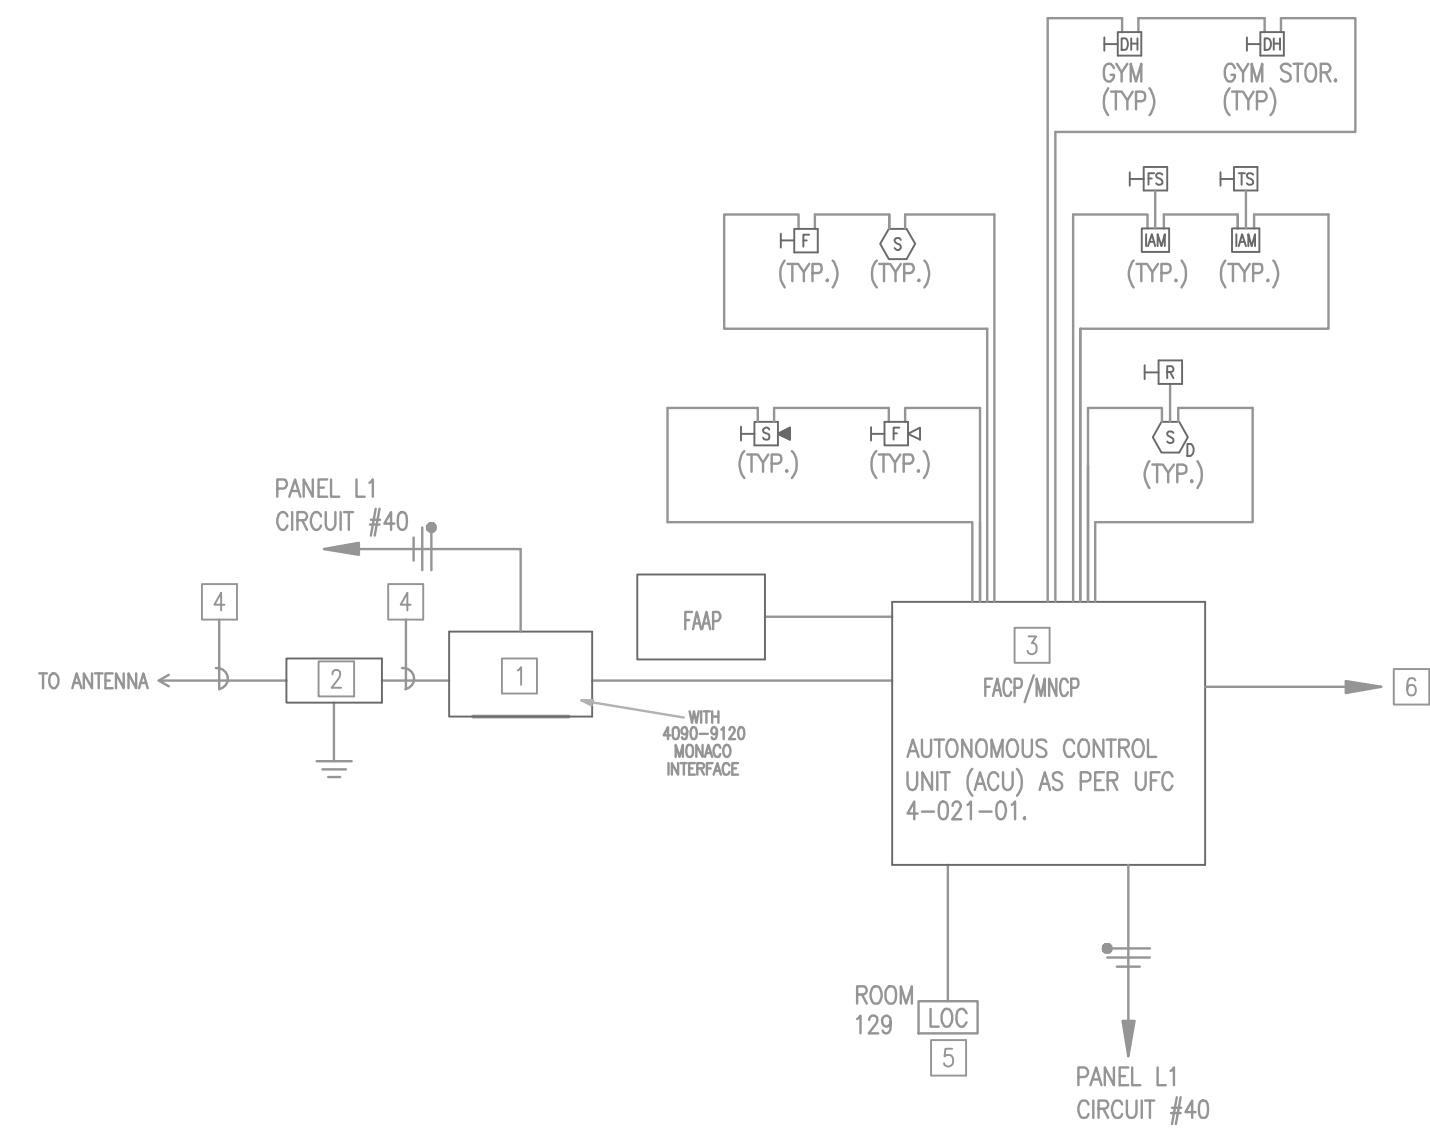 DH
DH
GYM
(TYP)
GYM STOR.
(TYP)
FS
TS
F
S
IAM
IAM
(TYP.)
(TYP.)
(TYP.)
(TYP.)
R
S
F
S
D
(TYP.)
(TYP.)
(TYP.)
PANEL L1
CIRCUIT #40
4
4
FAAP
3
TO ANTENNA
2
1
FACP/MNCP
6
WITH
4090-9120
MONACO
INTERFACE
AUTONOMOUS CONTROL
UNIT (ACU) AS PER UFC
4-021-01.
ROOM
129
LOC
5
PANEL L1
CIRCUIT #40